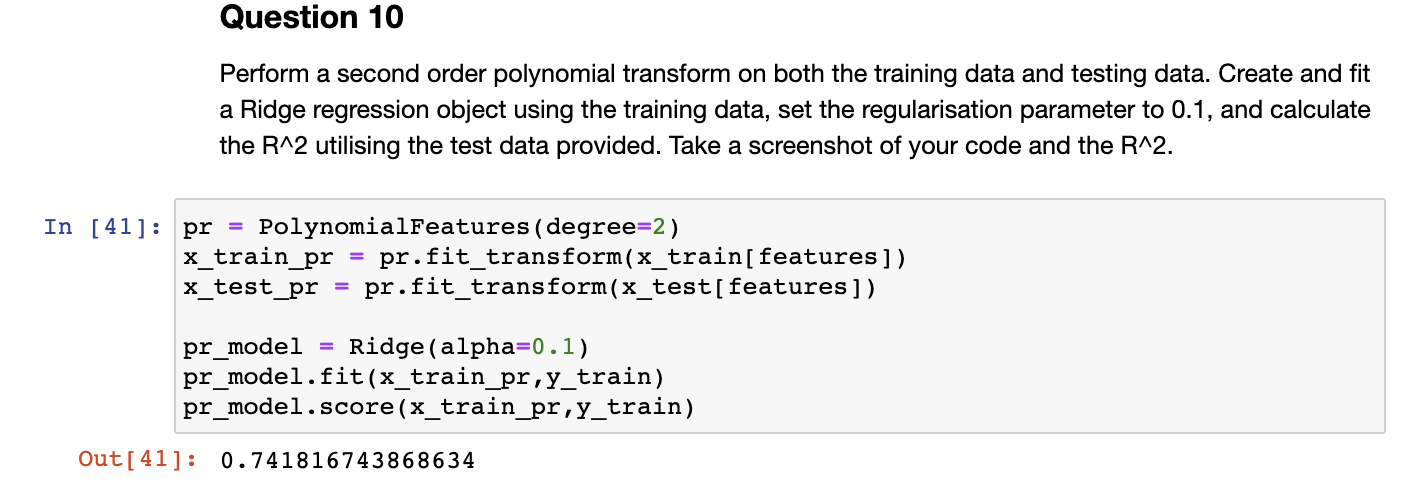 Question 10
Perform a second order polynomial transform on both the training data and testing data. Create and fit
a Ridge regression object using the training data, set the regularisation parameter to 0.1, and calculate
the R^2 utilising the test data provided. Take a screenshot of your code and the R^2.
In [41]: pr = PolynomialFeatures(degree=2)
x_train_pr = pr.fit_transform(x_train[features])
x_test_pr = pr.fit_transform(x_test[features])
pr_model = Ridge(alpha=0.1)
pr_model.fit(x_train_pr,y_train)
pr_model.score(x_train_pr,y_train)
Out[41]: 0.741816743868634